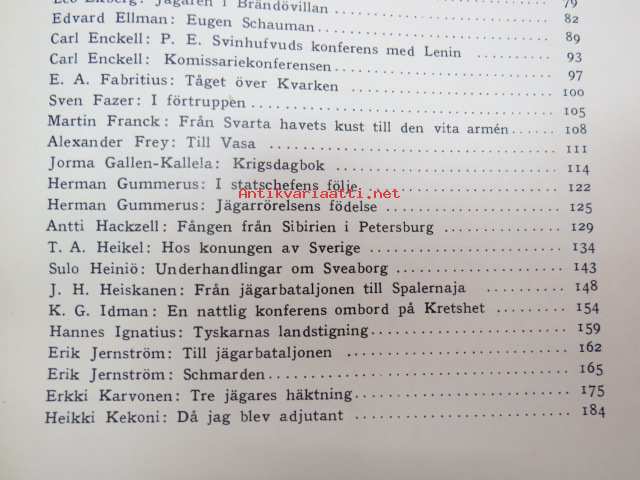 79
Leo Ekberg: Jägaren i Brändövillan 82
Edvard Ellman: Eugen Schauman 89
Carl Enckell: P. E. Svinhufvuds konferens med Lenin 93
Carl Enckell: Komissariekonferensen 97
E. A. Fabritius: Tåget över Kvarken 100
Sven Fazer: I förtruppen 105
Martin Franck: Från Svarta havets kust till den vita armén 108
Alexander Frey: Till Vasa 111
Jorma Gallen-Kallela: Krigsdagbok 114
Herman Gummerus: I statschefens följe 122
Antikvariaatti.net
Herman Gummerus: Jägarrörelsens födelse 125
Antti Hackzell: Fången från Sibirien i Petersburg 129
T. A. Heikel: Hos konungen av Sverige 134
Sulo Heiniö: Underhandlingar om Sveaborg 143
J. H. Heiskanen: Från jägarbataljonen till Spalernaja 148
K. G. Idman: En nattlig konferens ombord på Kretshet 154
Hannes Ignatius: Tyskarnas landstigning 159
Erik Jernström: Till jägarbataljonen 162
Erik Jernström: Schmarden 165
Erkki Karvonen: Tre jägares häktning 175
Heikki Kekoni: Då jag blev adjutant 184